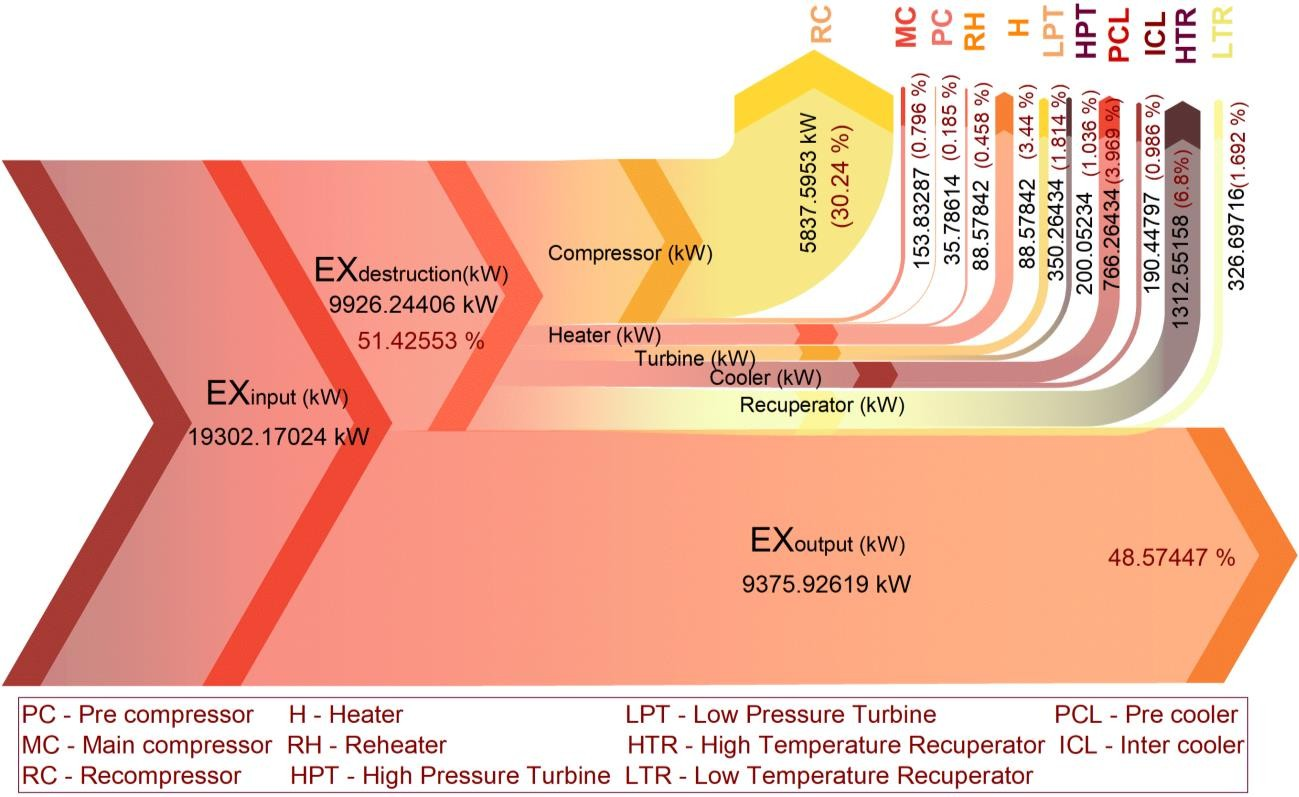 RC
MC
PC
RH
H
LPT
HPT
PCL
ICL
HTR
LTR
5837.5953 kW
(30.24 %)
153.83287 (0.796 %)
35.78614 (0.185 %)
88.57842 (0.458 %)
88.57842 (3.44 %)
350.26434 (1.814 %)
200.05234 (1.036 %)
766.26434 (3.969 %)
190.44797 (0.986 %)
1312.55158 (6.8%)
326.69716(1.692 %)
EXdestruction(kW)
9926.24406 kW
51.42553 %
EXinput (kW)
19302.17024 kW
Compressor (kW)
Heater (kW)
Turbine (kW)
Cooler (kW)
Recuperator (kW)
EXoutput (kW)
9375.92619 kW
48.57447 %
PC - Pre compressor H - Heater LPT - Low Pressure Turbine PCL - Pre cooler
MC - Main compressor RH - Reheater HTR - High Temperature Recuperator ICL - Inter cooler
RC - Recompressor HPT - High Pressure Turbine LTR - Low Temperature Recuperator